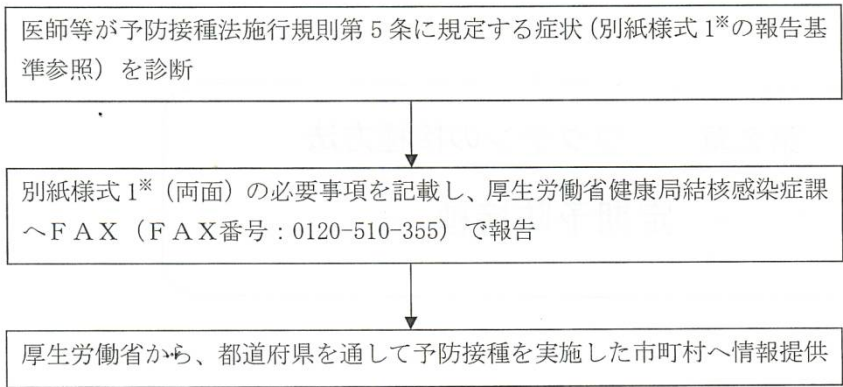 医師等が予防接種法施行規則第5条に規定する症状(別紙様式1※の報告基
準参照)を診断
別紙様式1※(両面)の必要事項を記載し、厚生労働省健康局結核感染症課
へFAX(FAX番号:0120-510-355)で報告
厚生労働省から、都道府県を通して予防接種を実施した市町村へ情報提供